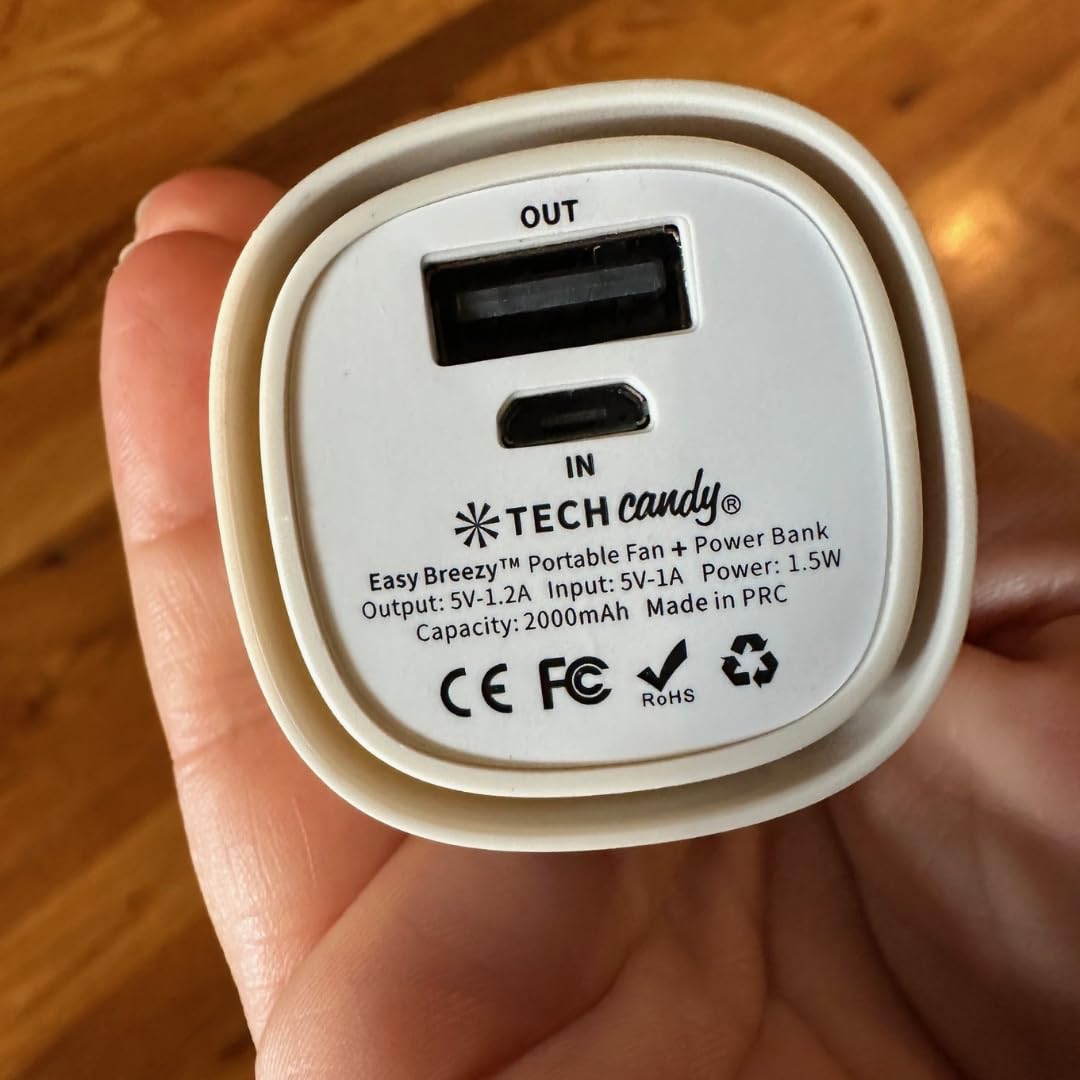 OUT
IN
TECH candy®
Easy Breezy™ Portable Fan + Power Bank
Output: 5V-1.2A Input: 5V-1A Power: 1.5W
Capacity: 2000mAh Made in PRC
CE FC RoHS